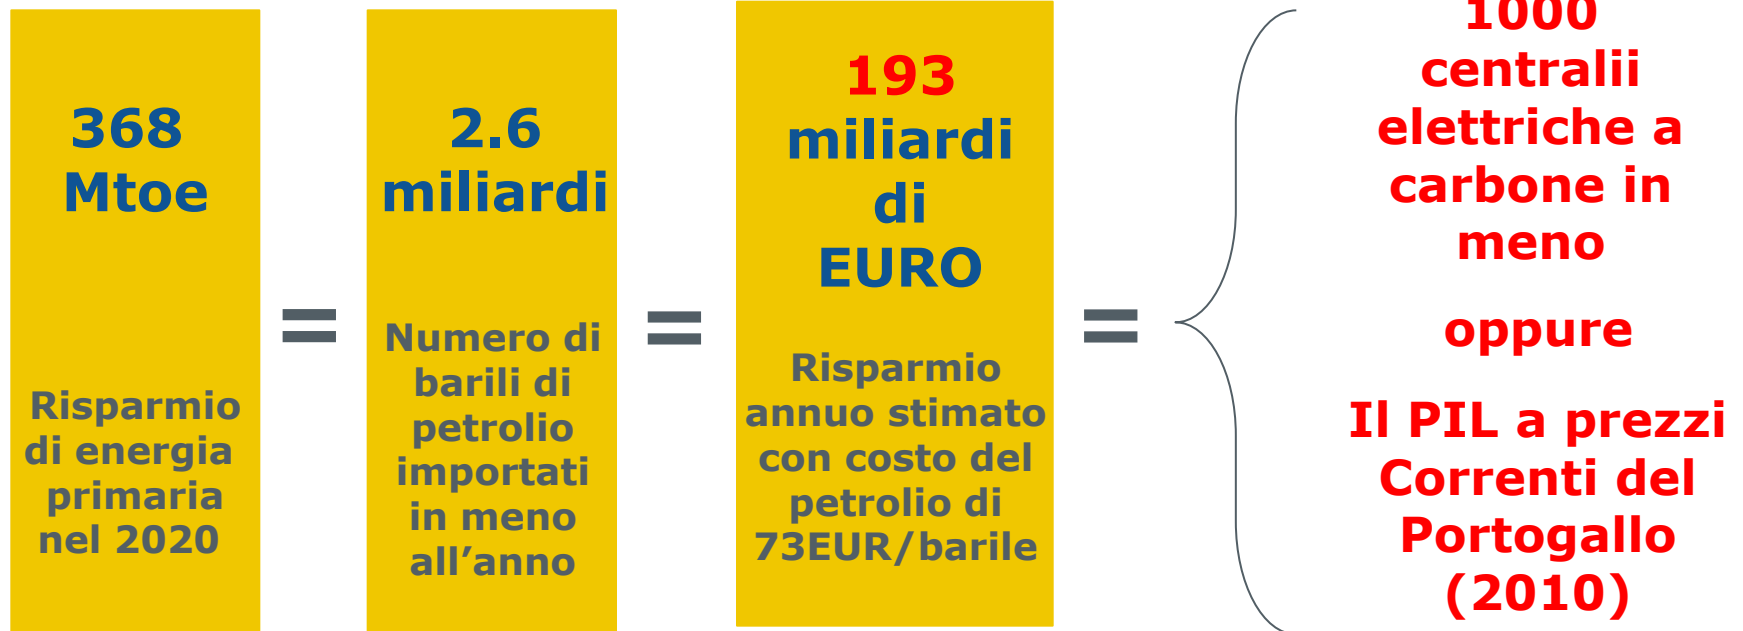 368
Mtoe
Risparmio
di energia
primaria
nel 2020
=
2.6
miliardi
Numero di
barili di
petrolio
importati
in meno
all’anno
=
193
miliardi
di
EURO
Risparmio
annuo stimato
con costo del
petrolio di
73EUR/barile
=
1000
centralii
elettriche a
carbone in
meno
oppure
Il PIL a prezzi
Correnti del
Portogallo
(2010)